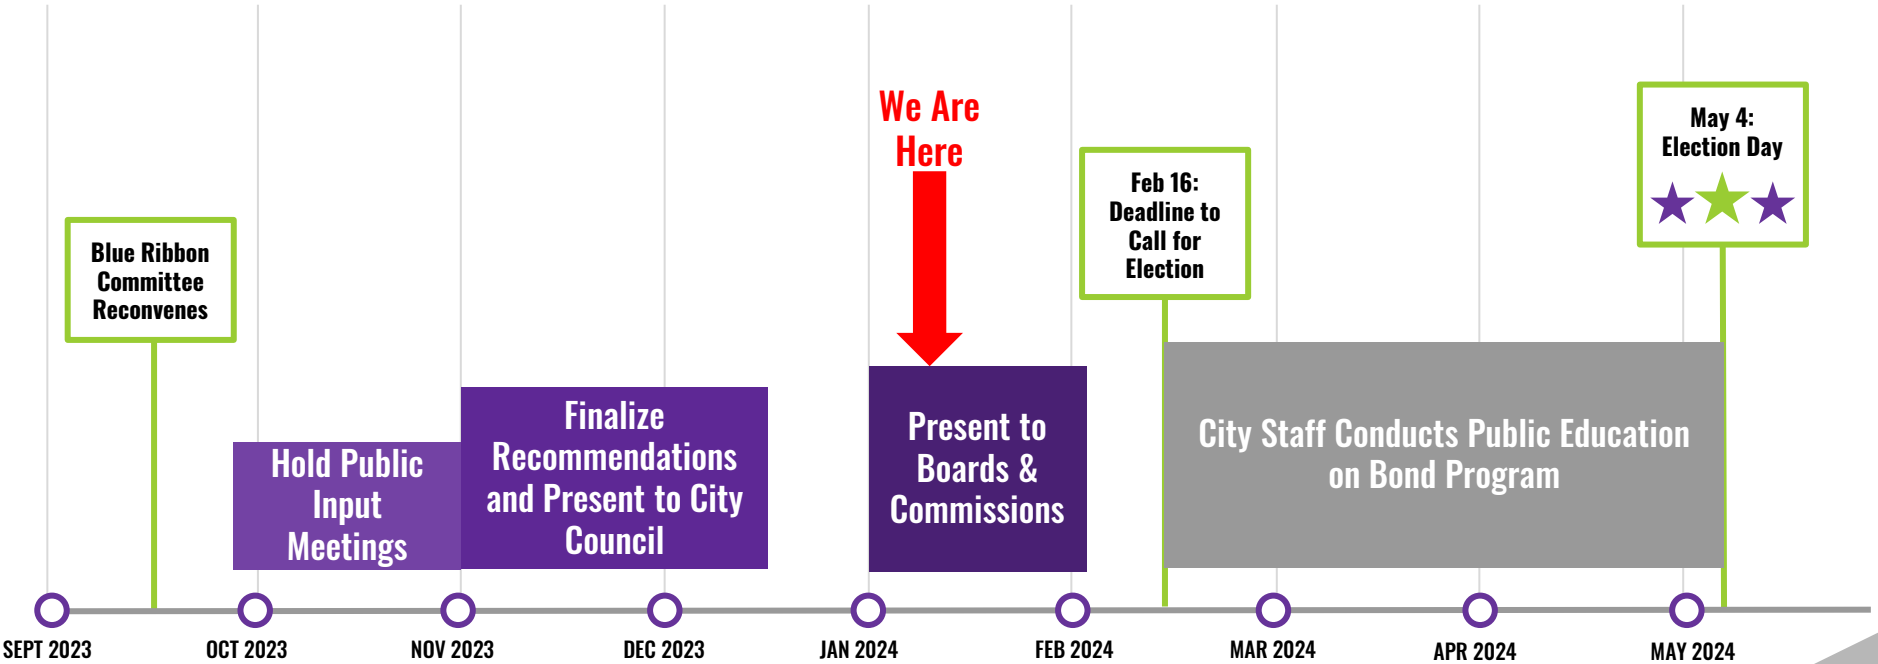 We Are
Here
May 4:
Election Day
Feb 16:
Deadline to
Call for
Election
Blue Ribbon
Committee
Reconvenes
Hold Public
Input
Meetings
Finalize
Recommendations
and Present to City
Council
Present to
Boards &
Commissions
City Staff Conducts Public Education
on Bond Program
SEPT 2023
OCT 2023
NOV 2023
DEC 2023
JAN 2024
FEB 2024
MAR 2024
APR 2024
MAY 2024